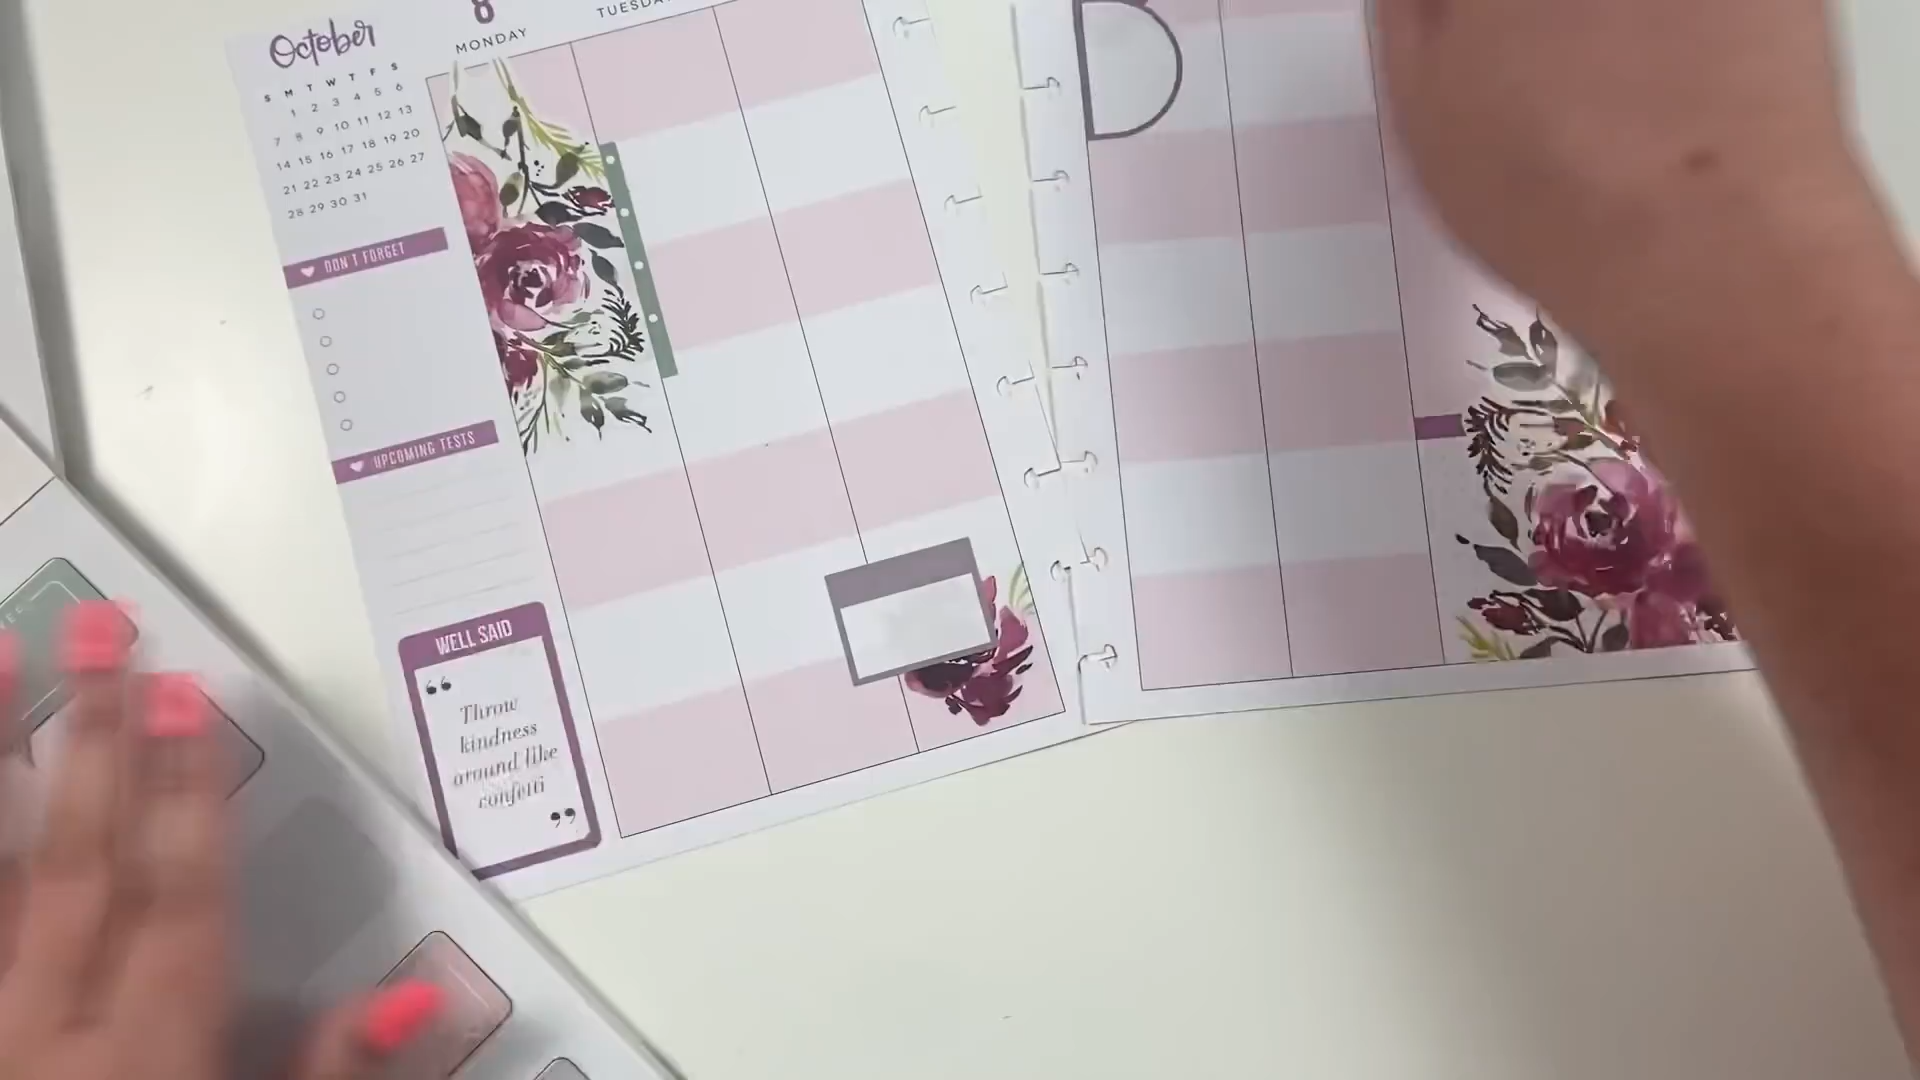 October
8
MONDAY
TUESDA
S M T W T F S
1 2 3 4 5 6
7 8 9 10 11 12 13
14 15 16 17 18 19 20
21 22 23 24 25 26 27
28 29 30 31
DON'T FORGET
UPCOMING TESTS
WELL SAID
“
Throw
kindness
around like
confetti
”